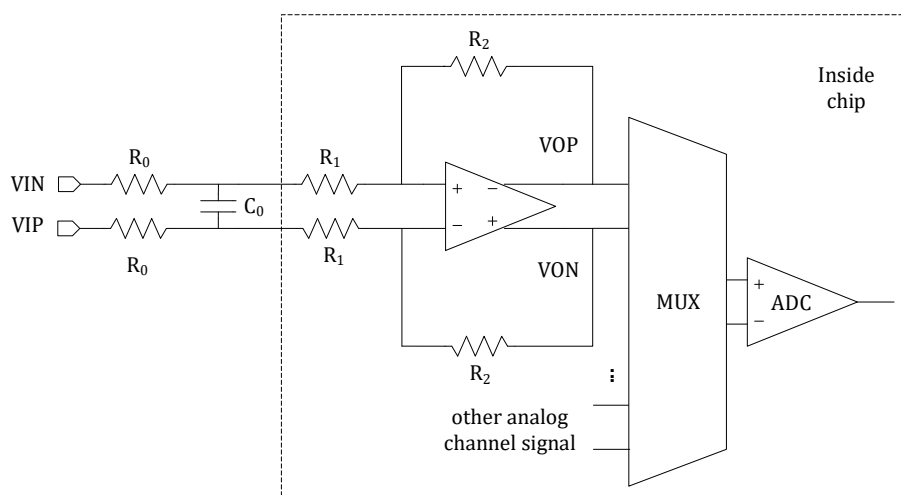 R₂
Inside
chip
VOP
R₀
R₁
VIN
+
−
C₀
VIP
−
+
R₀
R₁
VON
MUX
+
ADC
−
R₂
...
other analog
channel signal